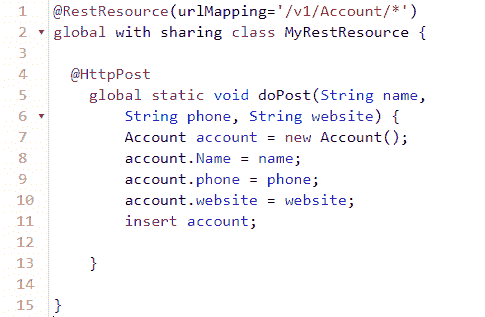 1 @RestResource(urlMapping='/v1/Account/*')
2 global with sharing class MyRestResource {
3
4 @HttpPost
5 global static void doPost(String name,
6 String phone, String website) {
7 Account account = new Account();
8 account.Name = name;
9 account.phone = phone;
10 account.website = website;
11 insert account;
12
13 }
14
15 }